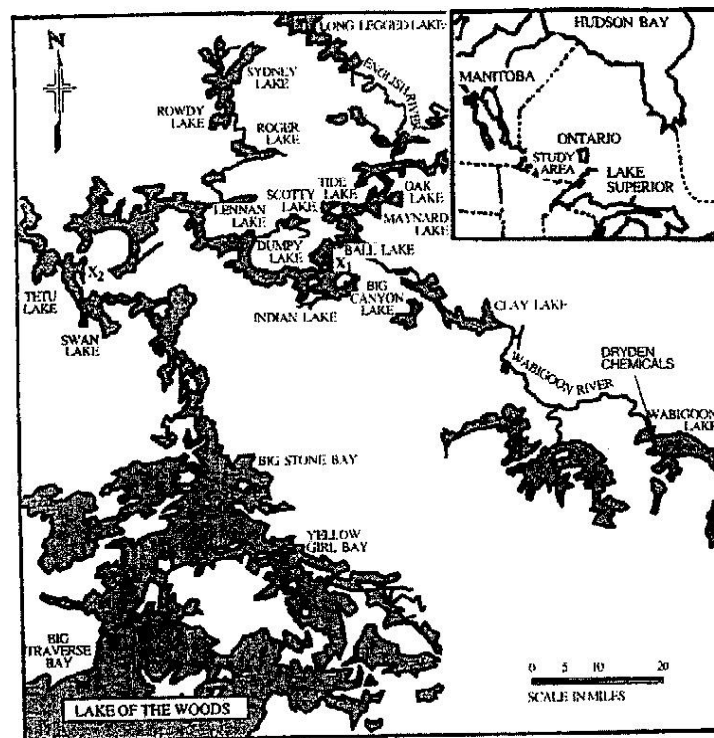 N
LONG LEGGED LAKE
ENGLISH RIVER
SYDNEY
LAKE
ROWDY
LAKE
ROGER
LAKE
HUDSON BAY
MANITOBA
ONTARIO
STUDY
AREA
LAKE
SUPERIOR
TIDE
LAKE
OAK
LAKE
SCOTTY
LAKE
MAYNARD
LAKE
LENNAN
LAKE
DUMPY
LAKE
BALL LAKE
X1
BIG
CANYON
LAKE
INDIAN LAKE
TETU
LAKE
X2
SWAN
LAKE
CLAY LAKE
WABIGOON RIVER
DRYDEN
CHEMICALS
WABIGOON
LAKE
BIG STONE BAY
YELLOW
GIRL BAY
BIG
TRAVERSE
BAY
LAKE OF THE WOODS
0 5 10 20
SCALE IN MILES